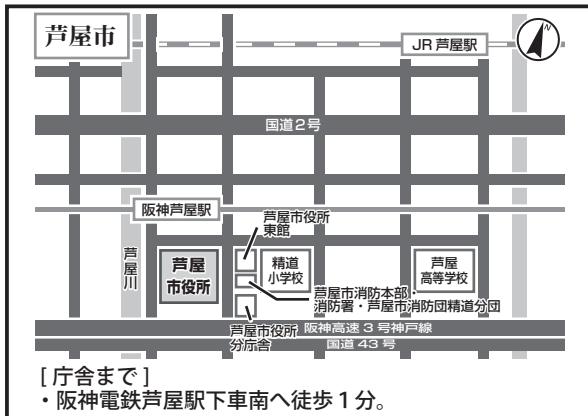 芦屋市
N
JR 芦屋駅
国道2号
阪神芦屋駅
芦屋市役所
東館
芦屋川
芦屋
市役所
精道
小学校
芦屋
高等学校
芦屋市消防本部・
消防署・芦屋市消防団精道分団
芦屋市役所
分庁舎
阪神高速 3 号神戸線
国道 43 号
[ 庁舎まで ]
・阪神電鉄芦屋駅下車南へ徒歩 1 分。